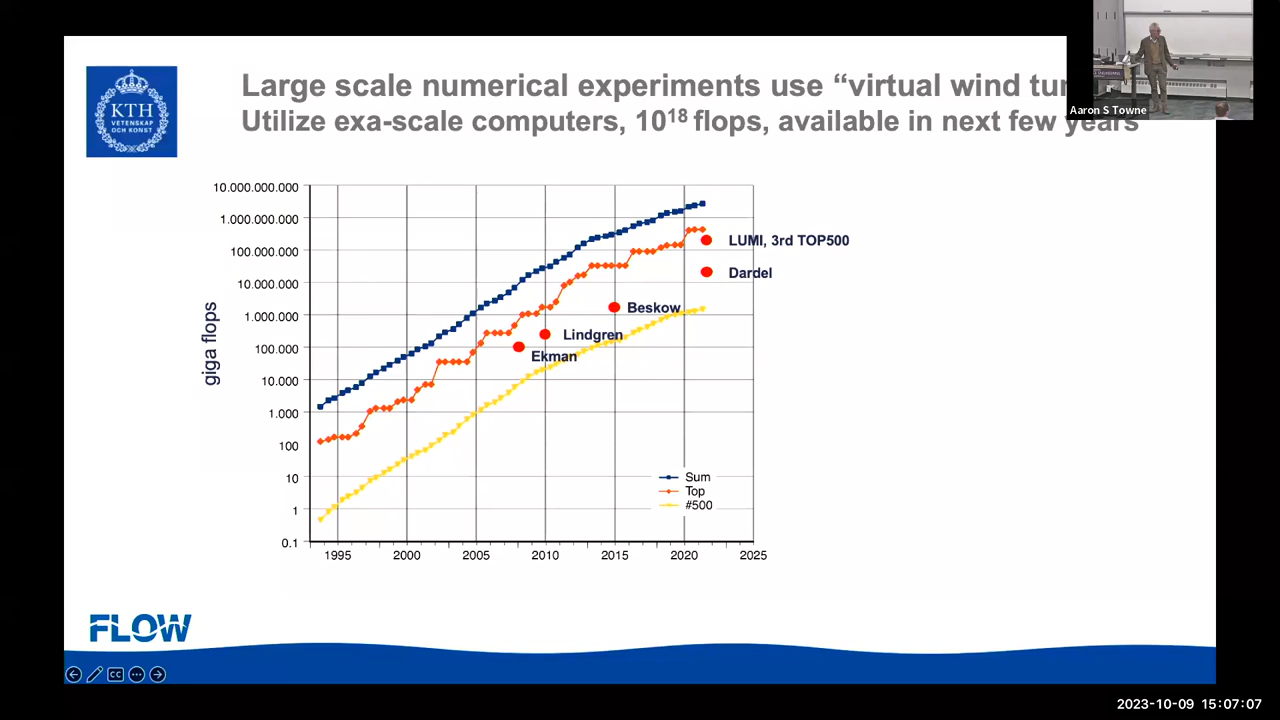 Large scale numerical experiments use “virtual wind tur
Utilize exa-scale computers, 10¹⁸ flops, available in next few years
Aaron S Towne
KTH
VETENSKAP
OCH KONST
giga flops
10.000.000.000
1.000.000.000
100.000.000
10.000.000
1.000.000
100.000
10.000
1.000
100
10
1
0.1
LUMI, 3rd TOP500
Dardel
Beskow
Lindgren
Ekman
Sum
Top
#500
1995 2000 2005 2010 2015 2020 2025
FLOW
CC
2023-10-09 15:07:07